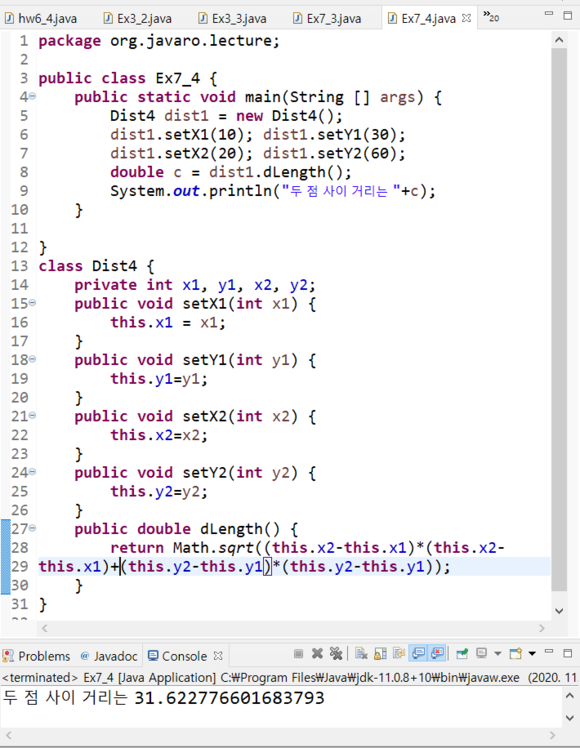 hw6_4.java Ex3_2.java Ex3_3.java Ex7_3.java Ex7_4.java »20
1 package org.javaro.lecture;
2
3 public class Ex7_4 {
4 public static void main(String [] args) {
5 Dist4 dist1 = new Dist4();
6 dist1.setX1(10); dist1.setY1(30);
7 dist1.setX2(20); dist1.setY2(60);
8 double c = dist1.dLength();
9 System.out.println("두 점 사이 거리는 "+c);
10 }
11
12 }
13 class Dist4 {
14 private int x1, y1, x2, y2;
15 public void setX1(int x1) {
16 this.x1 = x1;
17 }
18 public void setY1(int y1) {
19 this.y1=y1;
20 }
21 public void setX2(int x2) {
22 this.x2=x2;
23 }
24 public void setY2(int y2) {
25 this.y2=y2;
26 }
27 public double dLength() {
28 return Math.sqrt((this.x2-this.x1)*(this.x2-
29 this.x1)+(this.y2-this.y1)*(this.y2-this.y1));
30 }
31 }
Problems Javadoc Console
<terminated> Ex7_4 [Java Application] C:₩Program Files₩Java₩jdk-11.0.8+10₩bin₩javaw.exe (2020. 11
두 점 사이 거리는 31.622776601683793